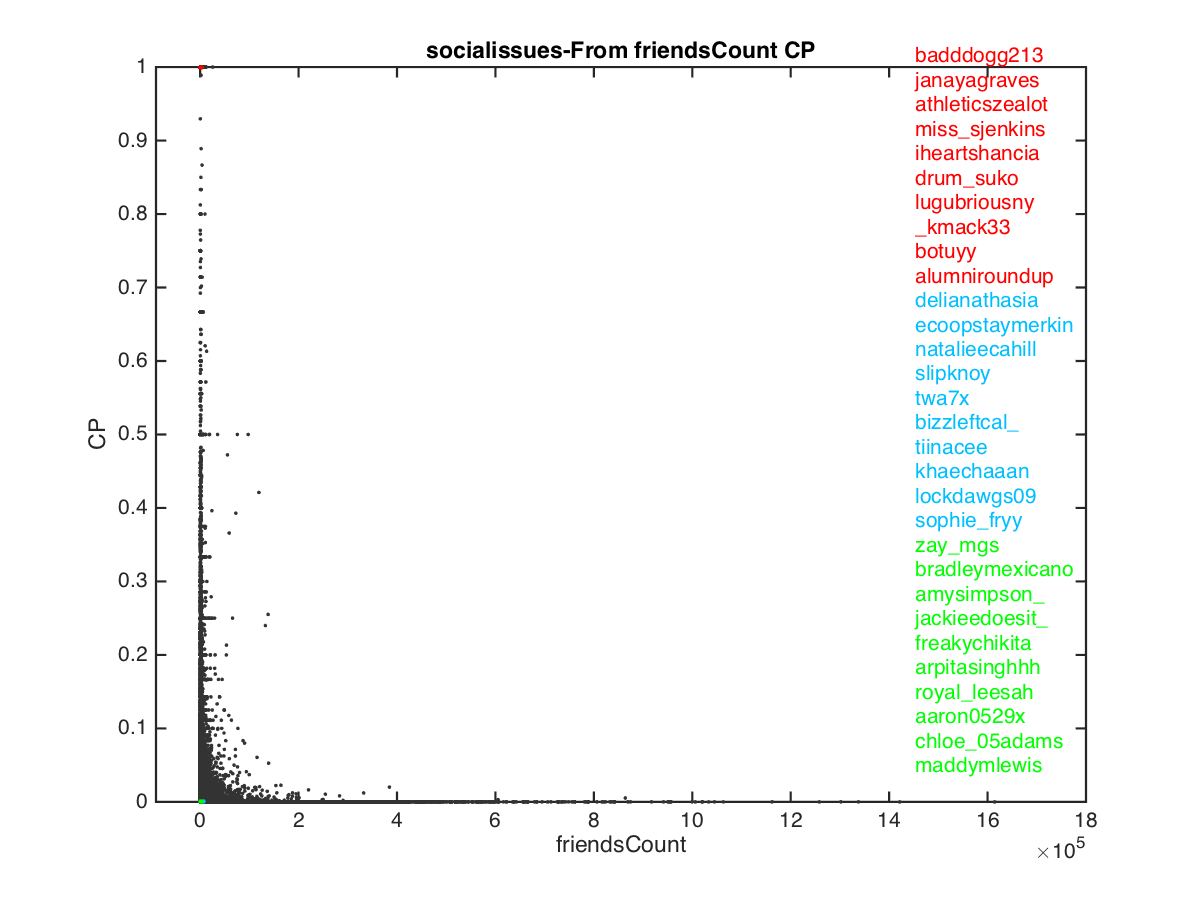 socialissues-From friendsCount CP
badddogg213
janayagraves
athleticszealot
miss_sjenkins
iheartshancia
drum_suko
lugubriousny
_kmack33
botuyy
alumniroundup
delianathasia
ecoopstaymerkin
natalieecahill
slipknoy
twa7x
bizzleftcal_
tiinacee
khaechaaan
lockdawgs09
sophie_fryy
zay_mgs
bradleymexicano
amysimpson_
jackieedoesit_
freakychikita
arpitasinghhh
royal_leesah
aaron0529x
chloe_05adams
maddymlewis
CP
1
0.9
0.8
0.7
0.6
0.5
0.4
0.3
0.2
0.1
0
0 2 4 6 8 10 12 14 16 18
friendsCount
×10⁵